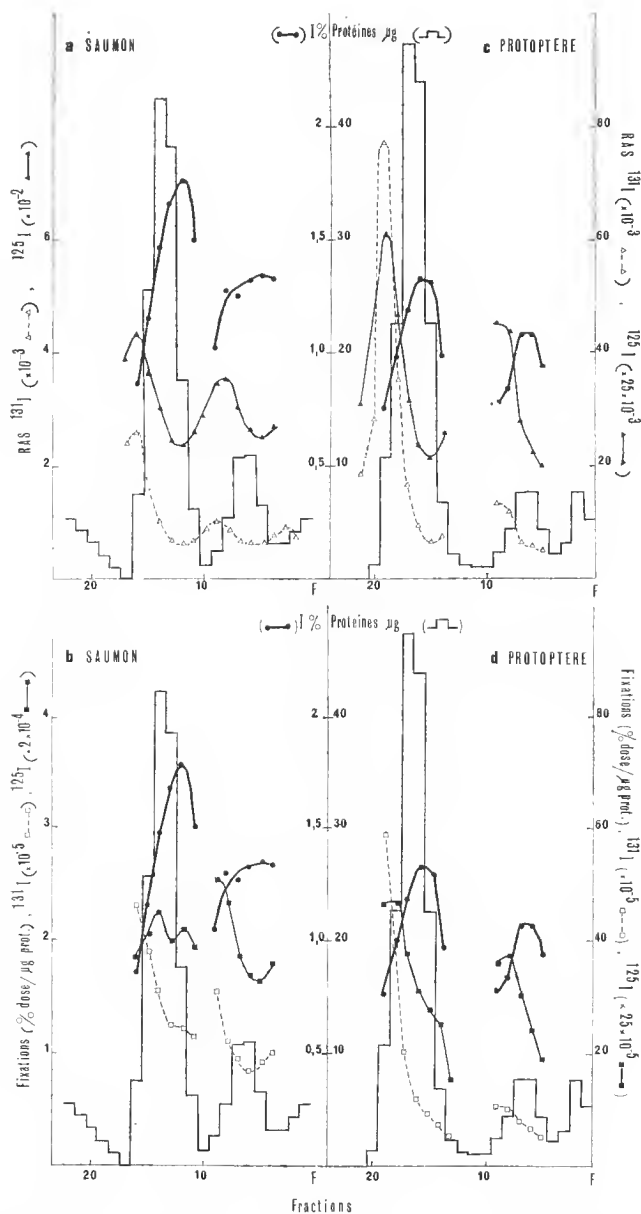 a SAUMON
(●—●) I% Protéines µg (⎍)
c PROTOPTÈRE
RAS ¹³¹I (×10⁻³ △---△) , ¹²⁵I (×10⁻² ▲—▲)
6
4
2
2 40
1,5 30
1,0 20
0,5 10
80
60
40
20
RAS ¹³¹I (×10⁻³ △---△) , ¹²⁵I (×25×10⁻³ ▲—▲)
20 10 F 20 10 F
(●—●) I% Protéines µg (⎍)
b SAUMON
d PROTOPTERE
Fixations (% dose/µg prot.), ¹³¹I (×10⁻⁵ □---□), ¹²⁵I (×2×10⁻⁴ ■—■)
4
3
2
1
2 40
1,5 30
1,0 20
0,5 10
80
60
40
20
Fixations (% dose/µg prot.), ¹³¹I (×10⁻⁵ □---□), ¹²⁵I (×25×10⁻⁵ ■—■)
20 10 F 20 10 F
Fractions